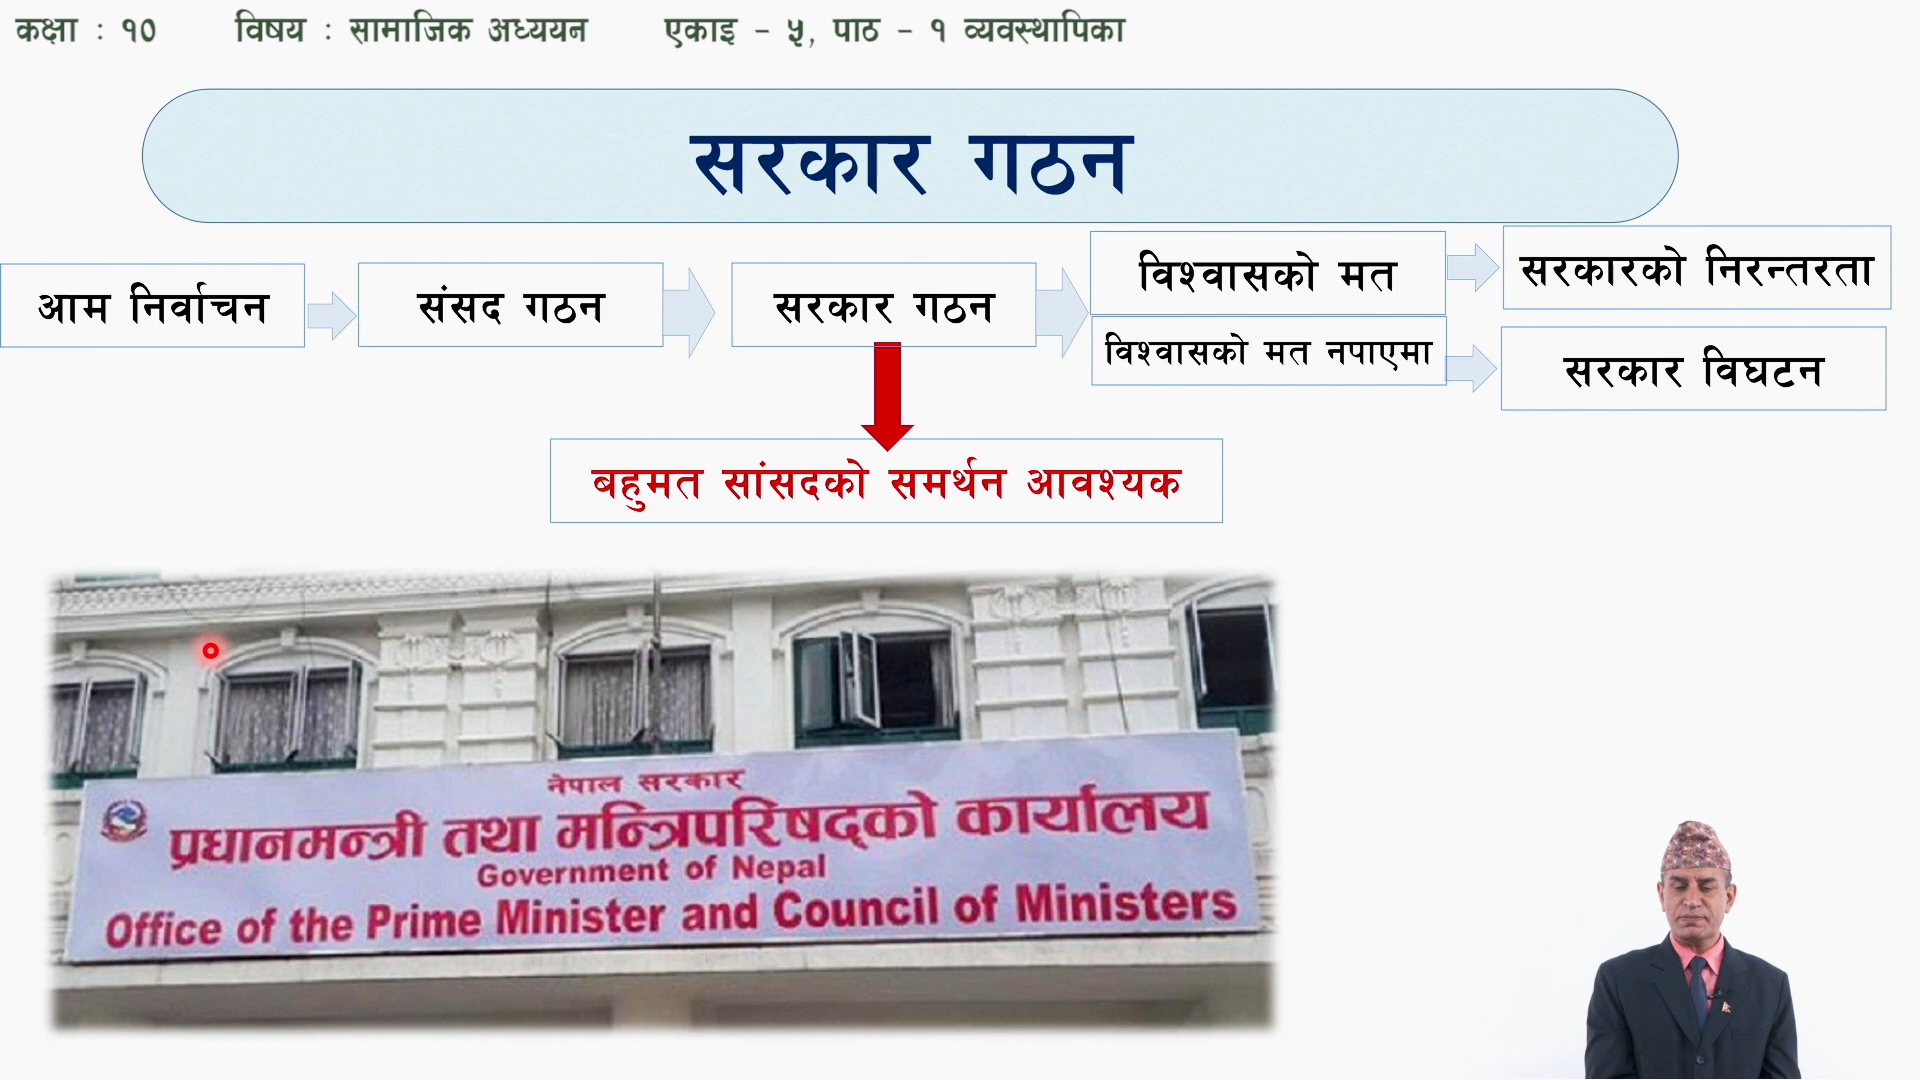 कक्षा : १० विषय : सामाजिक अध्ययन एकाइ - ५, पाठ - १ व्यवस्थापिका
सरकार गठन
आम निर्वाचन
संसद गठन
सरकार गठन
विश्वासको मत
सरकारको निरन्तरता
विश्वासको मत नपाएमा
सरकार विघटन
बहुमत सांसदको समर्थन आवश्यक
नेपाल सरकार
प्रधानमन्त्री तथा मन्त्रिपरिषद्को कार्यालय
Government of Nepal
Office of the Prime Minister and Council of Ministers